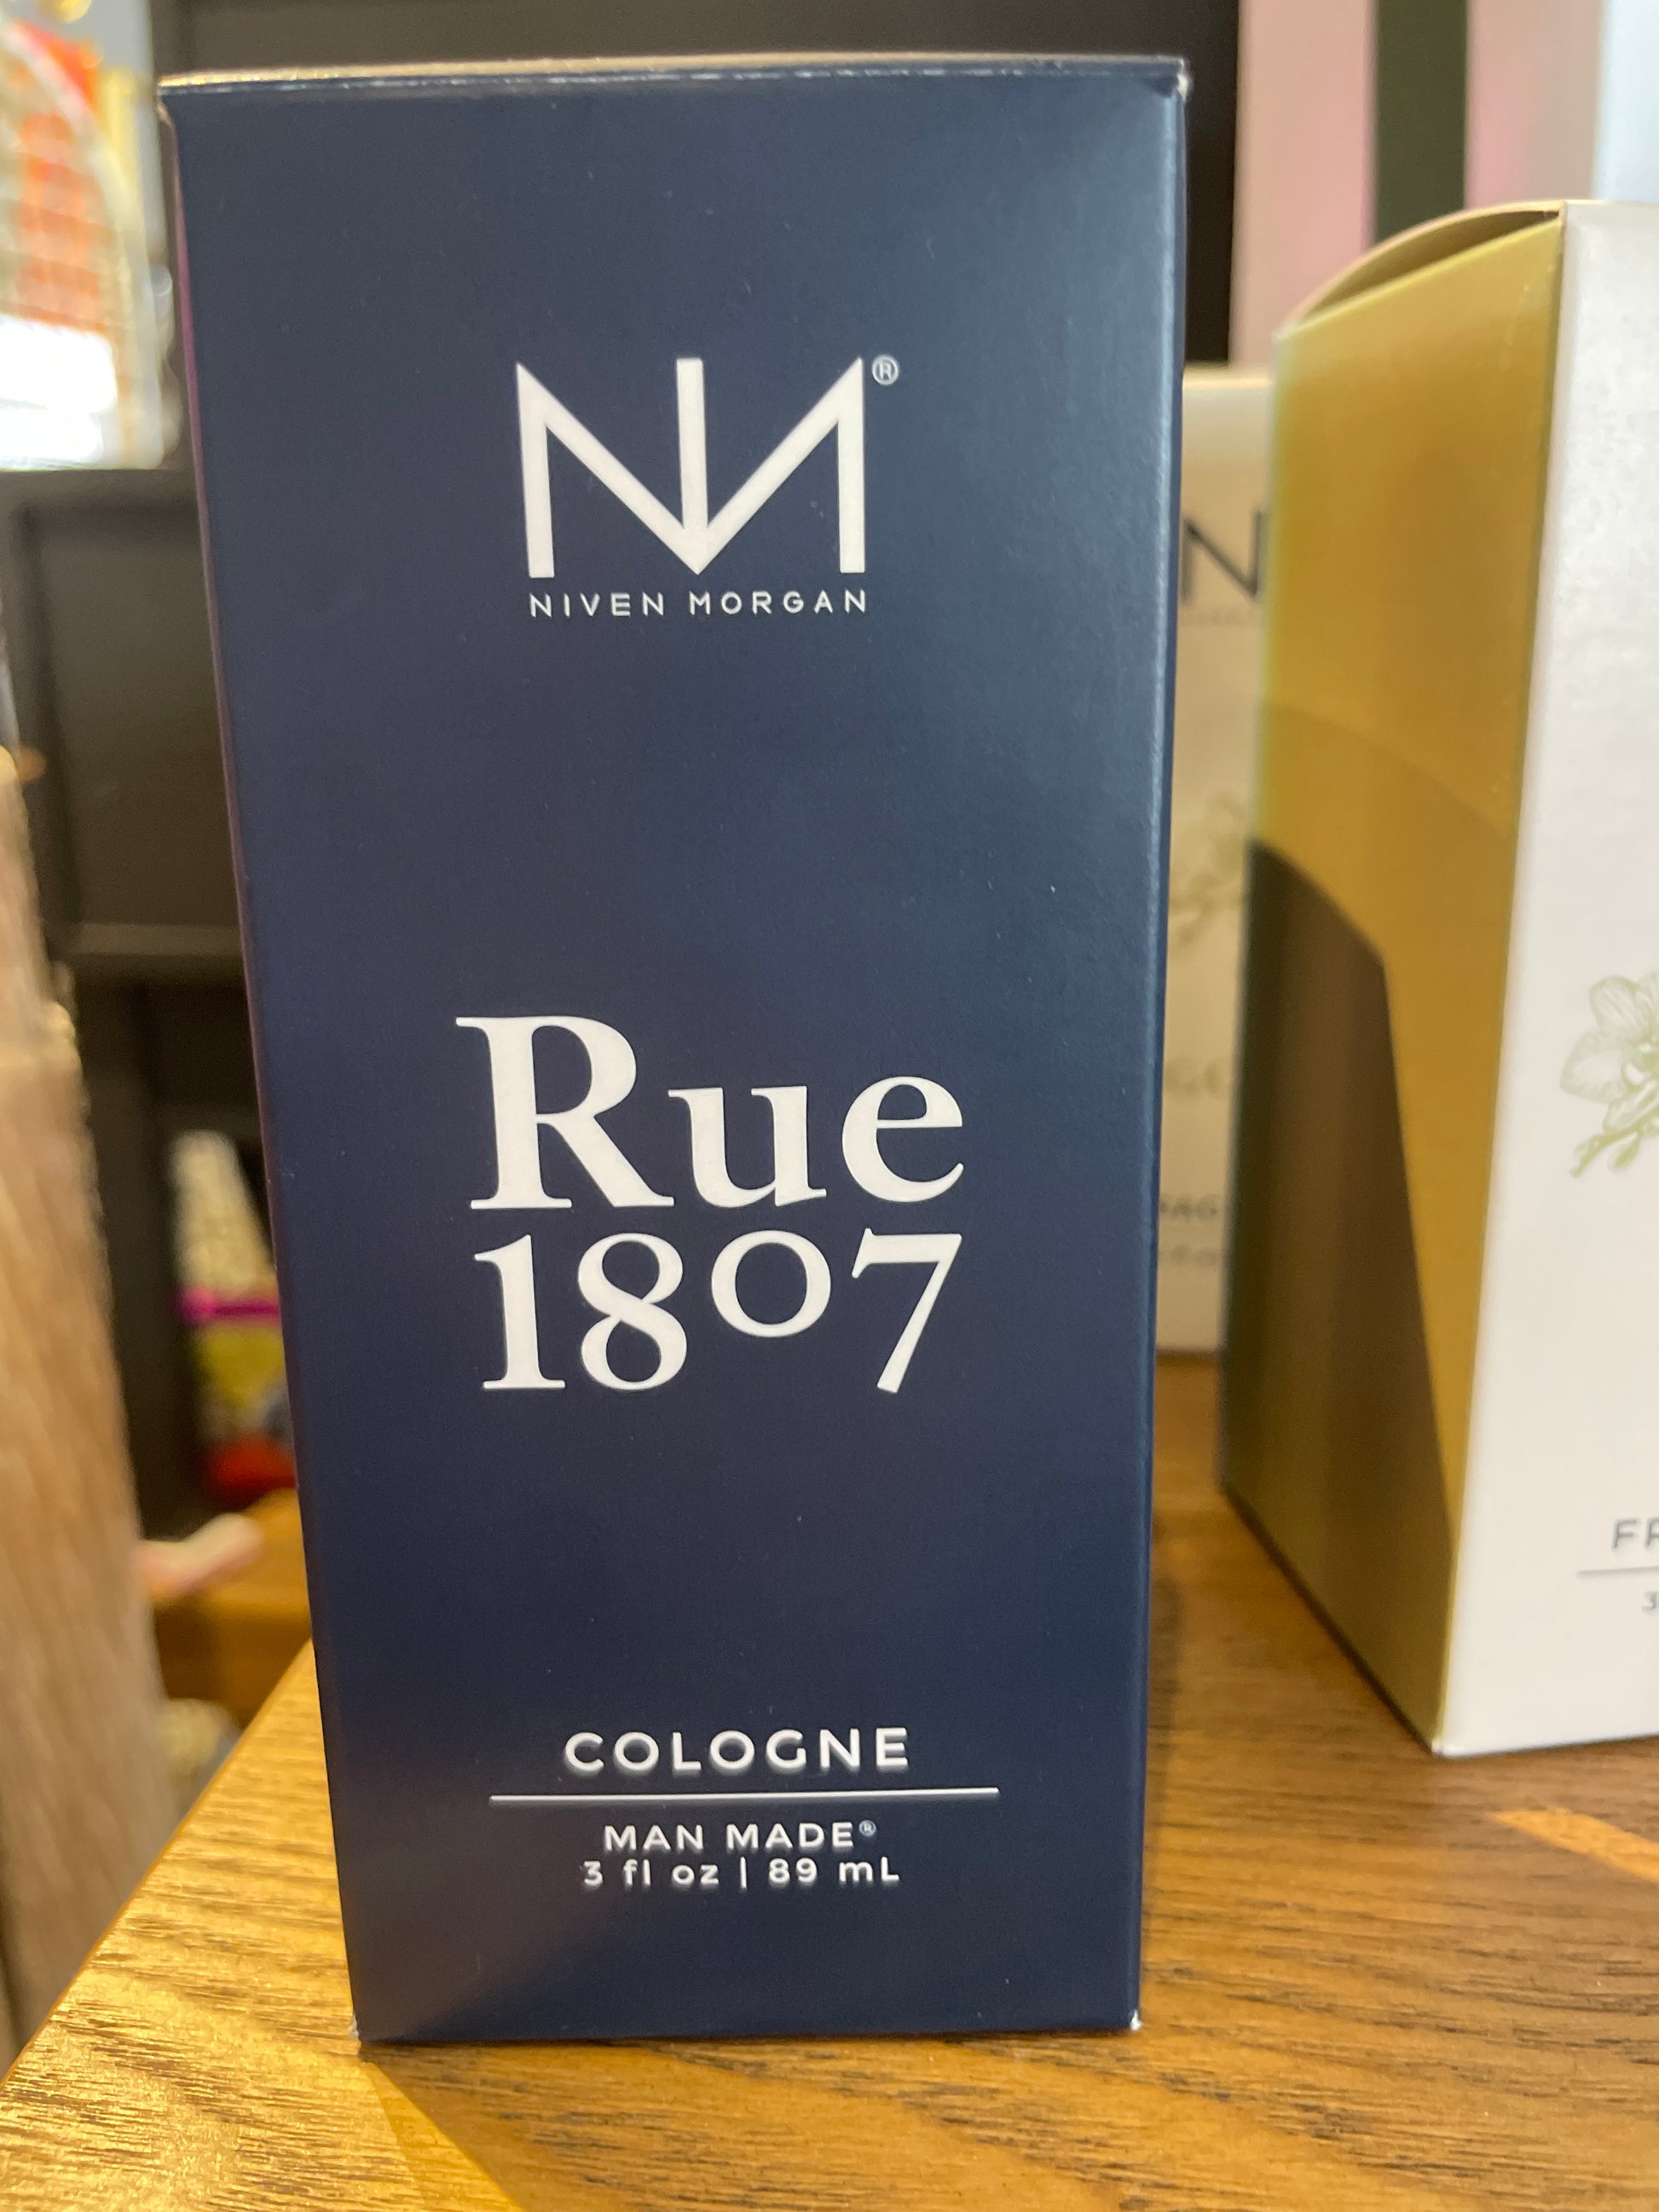 NM®
NIVEN MORGAN
Rue
1807
COLOGNE
MAN MADE®
3 fl oz | 89 mL
N